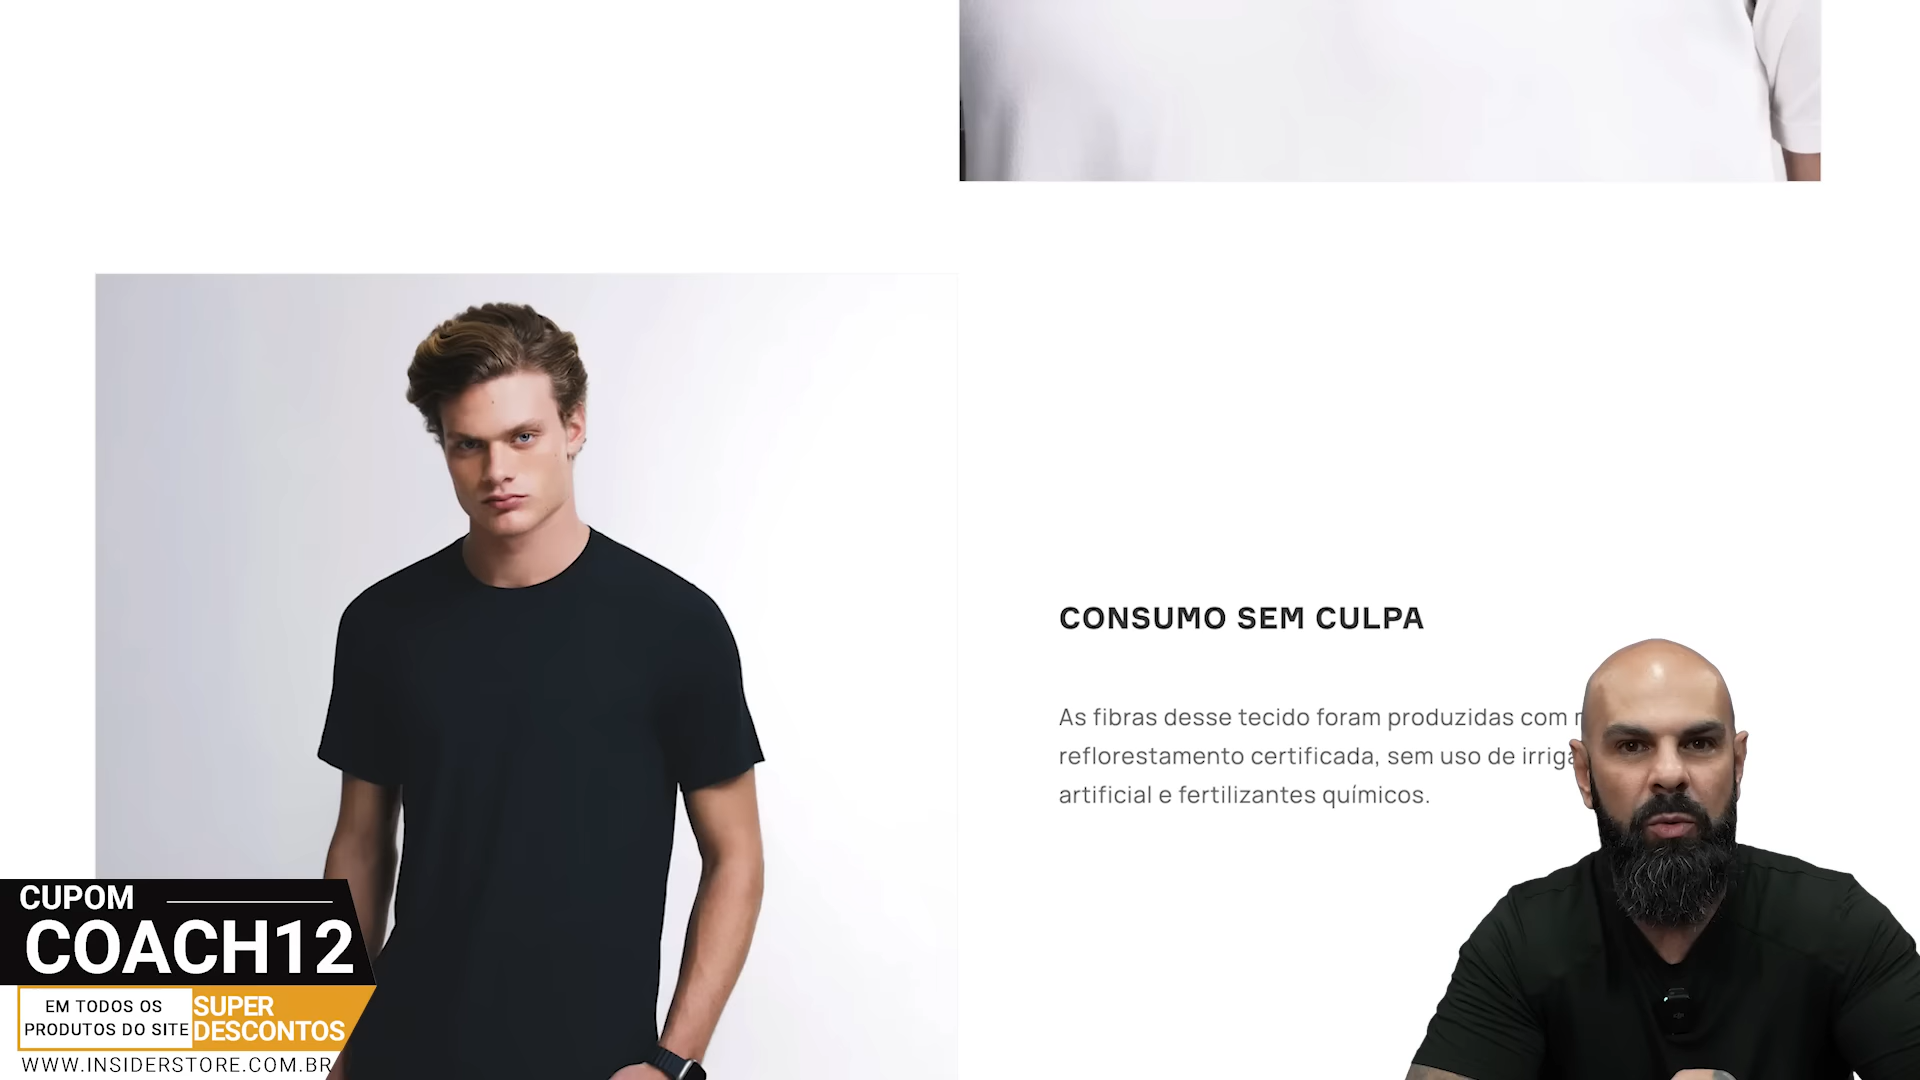 CONSUMO SEM CULPA
As fibras desse tecido foram produzidas com
reflorestamento certificada, sem uso de
artificial e fertilizantes químicos.
CUPOM
COACH12
EM TODOS OS
PRODUTOS DO SITE
SUPER
DESCONTOS
WWW.INSIDERSTORE.COM.BR